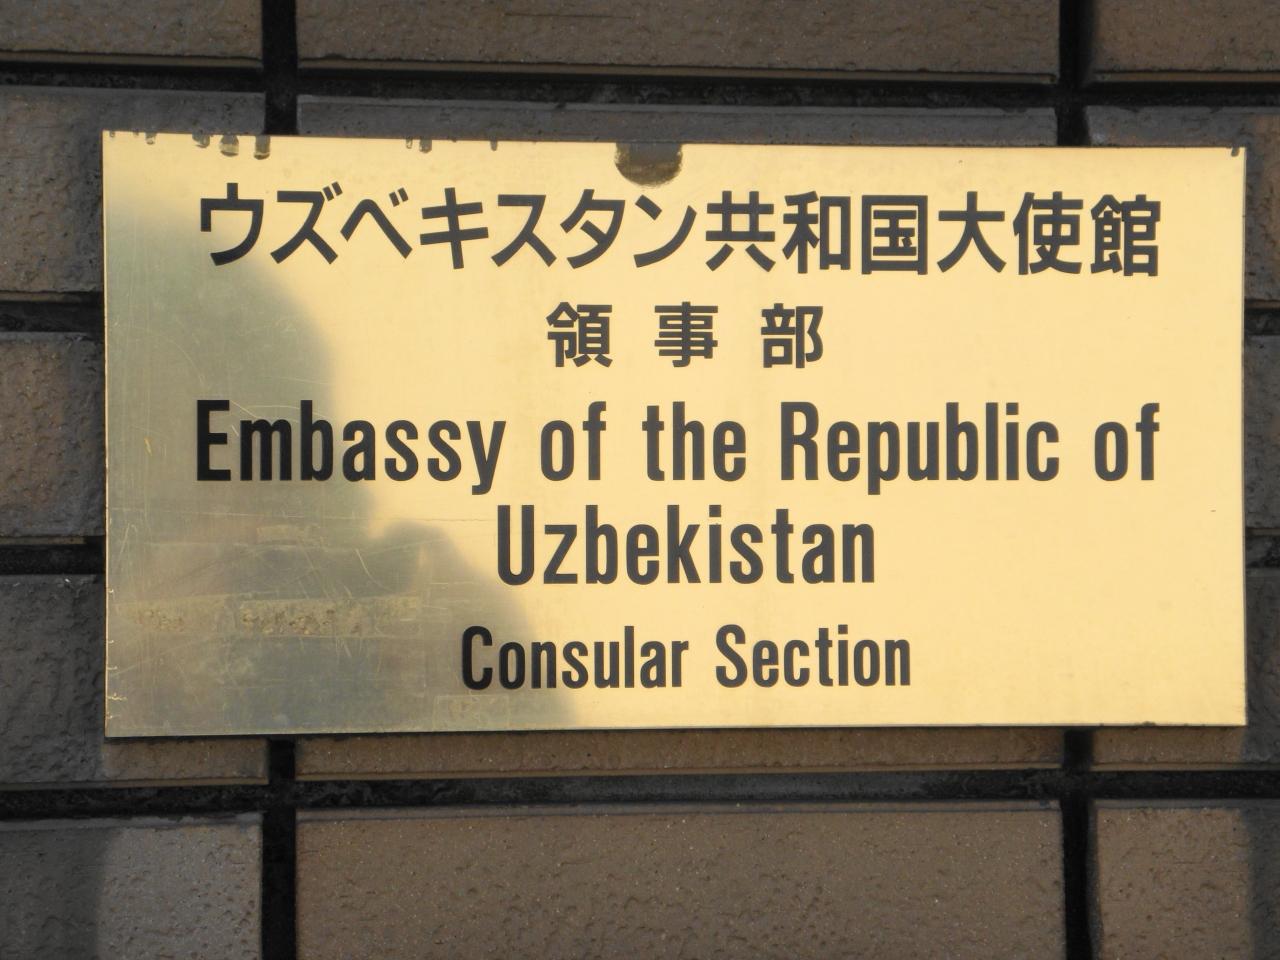 ウズベキスタン共和国大使館
領事部
Embassy of the Republic of
Uzbekistan
Consular Section